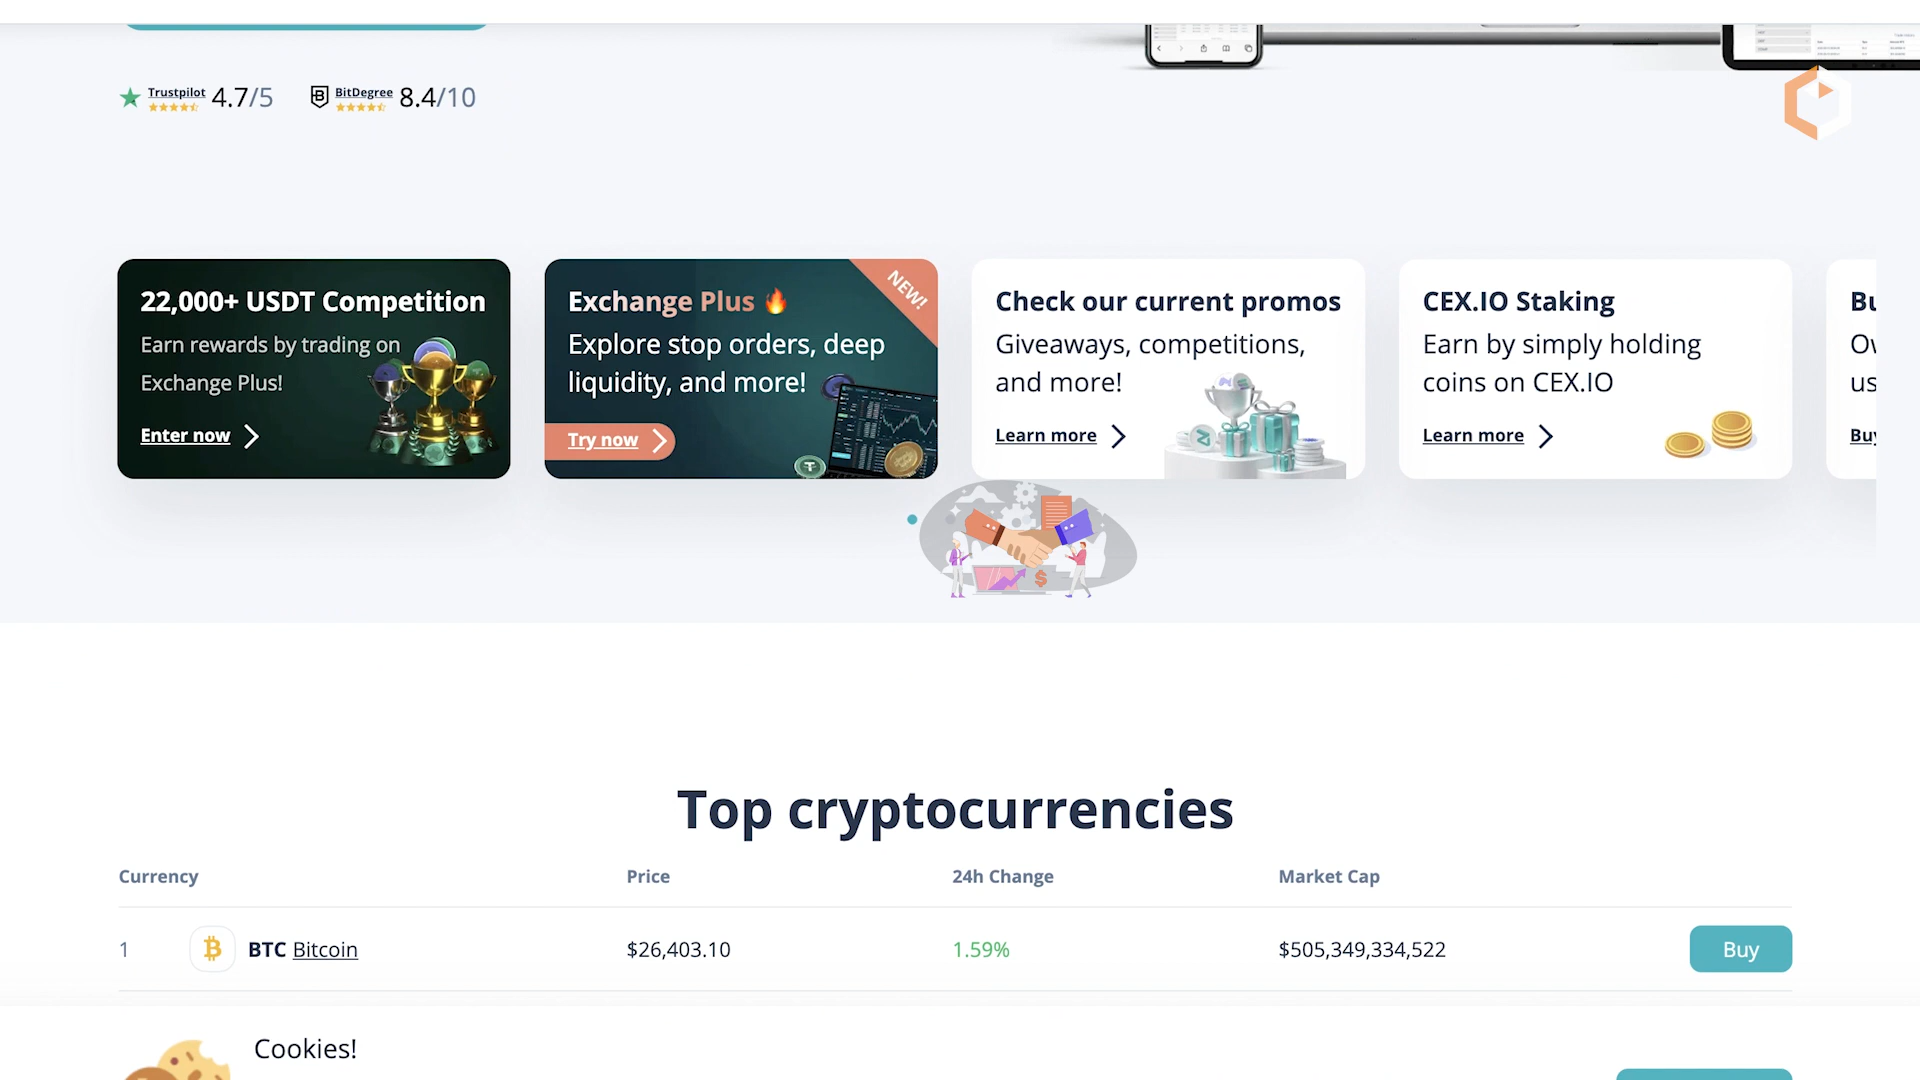 Trustpilot 4.7/5 BitDegree 8.4/10
22,000+ USDT Competition
Earn rewards by trading on
Exchange Plus!
Enter now
NEW!
Exchange Plus 🔥
Explore stop orders, deep
liquidity, and more!
Try now
Check our current promos
Giveaways, competitions,
and more!
Learn more
CEX.IO Staking
Earn by simply holding
coins on CEX.IO
Learn more
Top cryptocurrencies
Currency Price 24h Change Market Cap
1 BTC Bitcoin $26,403.10 1.59% $505,349,334,522 Buy
Cookies!